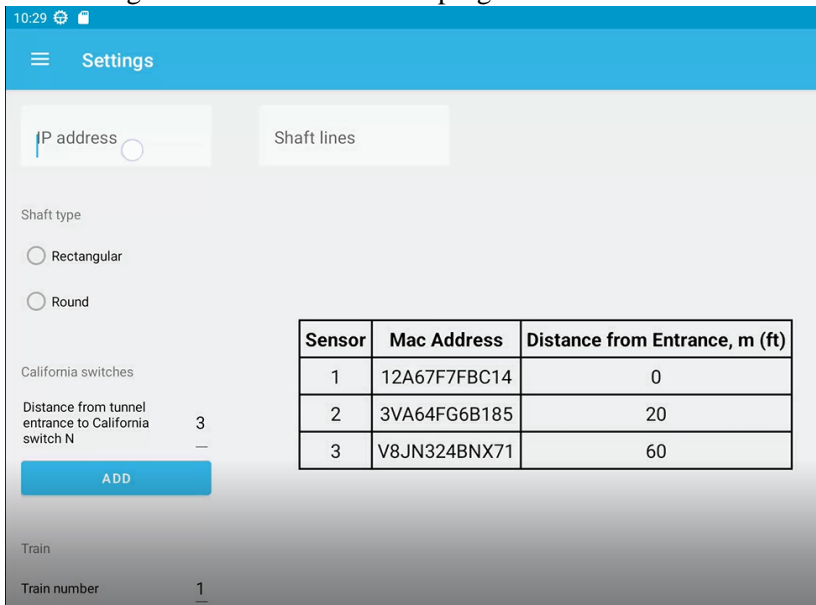 10:29
Settings
IP address
Shaft lines
Shaft type
Rectangular
Round
Sensor Mac Address Distance from Entrance, m (ft)
1 12A67F7FBC14 0
2 3VA64FG6B185 20
3 V8JN324BNX71 60
California switches
Distance from tunnel
entrance to California 3
switch N
ADD
Train
Train number 1